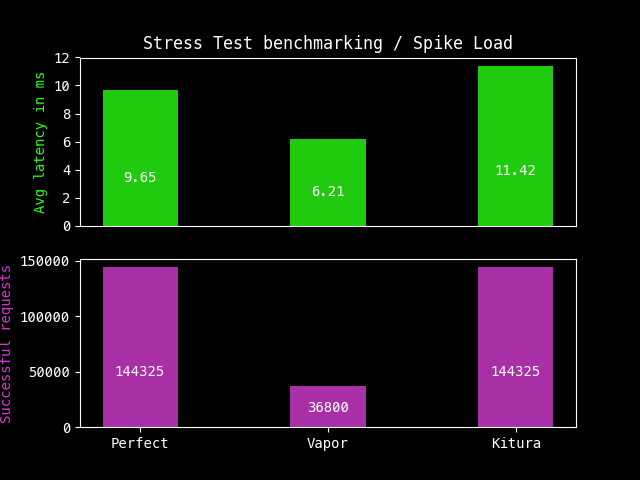 Stress Test benchmarking / Spike Load
Avg latency in ms
12
10
8
6
4
2
0
9.65
6.21
11.42
Successful requests
150000
100000
50000
0
144325
36800
144325
Perfect
Vapor
Kitura